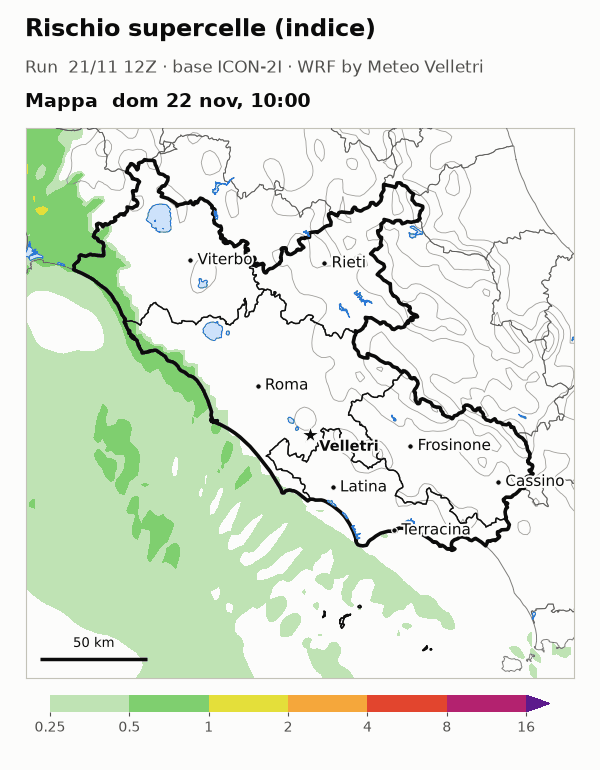 Rischio supercelle (indice)
Run  21/11 12Z · base ICON-2I · WRF by Meteo Velletri
Mappa  dom 22 nov, 10:00
Viterbo
Rieti
Roma
Velletri
Frosinone
Cassino
Latina
Terracina
50 km
0.25 0.5 1 2 4 8 16